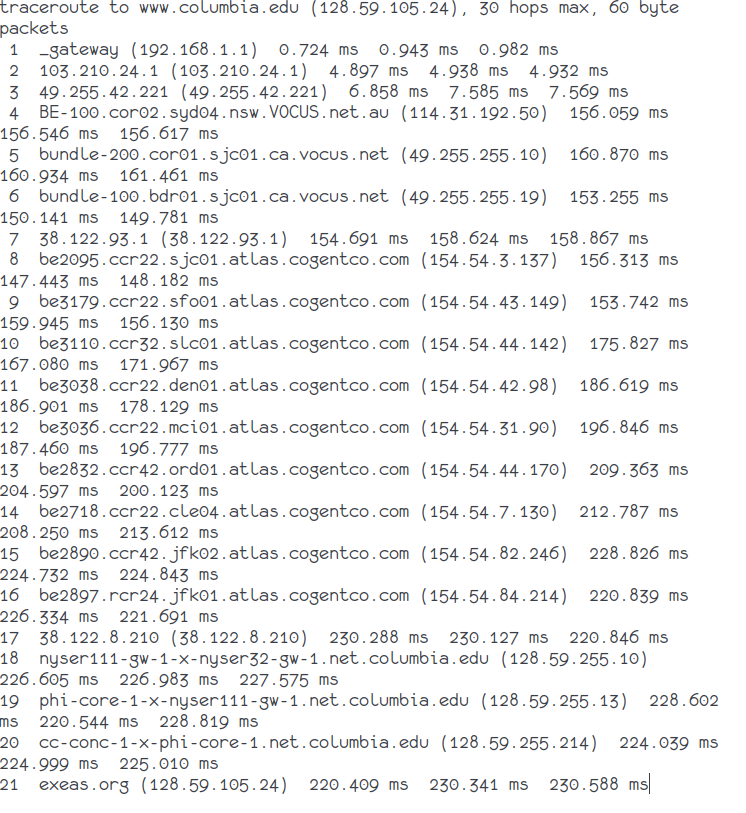 traceroute to www.columbia.edu (128.59.105.24), 30 hops max, 60 byte
packets
1 _gateway (192.168.1.1) 0.724 ms 0.943 ms 0.982 ms
2 103.210.24.1 (103.210.24.1) 4.897 ms 4.938 ms 4.932 ms
3 49.255.42.221 (49.255.42.221) 6.858 ms 7.585 ms 7.569 ms
4 BE-100.cor02.syd04.nsw.VOCUS.net.au (114.31.192.50) 156.059 ms
156.546 ms 156.617 ms
5 bundle-200.cor01.sjc01.ca.vocus.net (49.255.255.10) 160.870 ms
160.934 ms 161.461 ms
6 bundle-100.bdr01.sjc01.ca.vocus.net (49.255.255.19) 153.255 ms
150.141 ms 149.781 ms
7 38.122.93.1 (38.122.93.1) 154.691 ms 158.624 ms 158.867 ms
8 be2095.ccr22.sjc01.atlas.cogentco.com (154.54.3.137) 156.313 ms
147.443 ms 148.182 ms
9 be3179.ccr22.sfo01.atlas.cogentco.com (154.54.43.149) 153.742 ms
159.945 ms 156.130 ms
10 be3110.ccr32.slc01.atlas.cogentco.com (154.54.44.142) 175.827 ms
167.080 ms 171.967 ms
11 be3038.ccr22.den01.atlas.cogentco.com (154.54.42.98) 186.619 ms
186.901 ms 178.129 ms
12 be3036.ccr22.mci01.atlas.cogentco.com (154.54.31.90) 196.846 ms
187.460 ms 196.777 ms
13 be2832.ccr42.ord01.atlas.cogentco.com (154.54.44.170) 209.363 ms
204.597 ms 200.123 ms
14 be2718.ccr22.cle04.atlas.cogentco.com (154.54.7.130) 212.787 ms
208.250 ms 213.612 ms
15 be2890.ccr42.jfk02.atlas.cogentco.com (154.54.82.246) 228.826 ms
224.732 ms 224.843 ms
16 be2897.rcr24.jfk01.atlas.cogentco.com (154.54.84.214) 220.839 ms
226.334 ms 221.691 ms
17 38.122.8.210 (38.122.8.210) 230.288 ms 230.127 ms 220.846 ms
18 nyser111-gw-1-x-nyser32-gw-1.net.columbia.edu (128.59.255.10)
226.605 ms 226.983 ms 227.575 ms
19 phi-core-1-x-nyser111-gw-1.net.columbia.edu (128.59.255.13) 228.602
ms 220.544 ms 228.819 ms
20 cc-conc-1-x-phi-core-1.net.columbia.edu (128.59.255.214) 224.039 ms
224.999 ms 225.010 ms
21 exeas.org (128.59.105.24) 220.409 ms 230.341 ms 230.588 ms